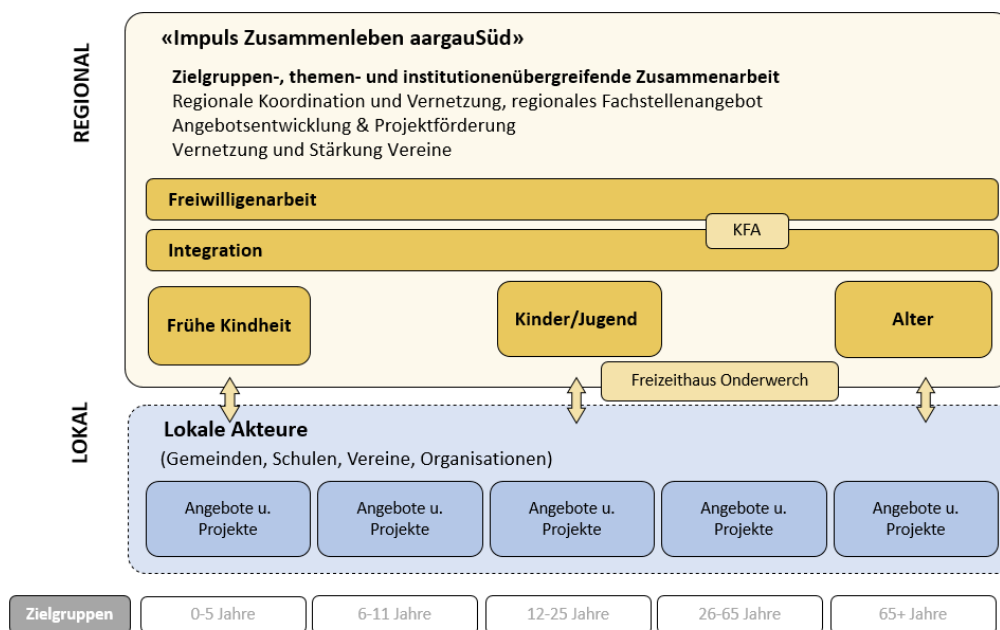 REGIONAL
«Impuls Zusammenleben aargauSüd»
Zielgruppen-, themen- und institutionenübergreifende Zusammenarbeit
Regionale Koordination und Vernetzung, regionales Fachstellenangebot
Angebotsentwicklung & Projektförderung
Vernetzung und Stärkung Vereine
Freiwilligenarbeit
KFA
Integration
Frühe Kindheit
Kinder/Jugend
Alter
Freizeithaus Onderwerch
LOKAL
Lokale Akteure
(Gemeinden, Schulen, Vereine, Organisationen)
Angebote u.
Projekte
Angebote u.
Projekte
Angebote u.
Projekte
Angebote u.
Projekte
Angebote u.
Projekte
Zielgruppen
0-5 Jahre
6-11 Jahre
12-25 Jahre
26-65 Jahre
65+ Jahre